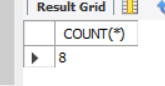 Result Grid
COUNT(*)
8